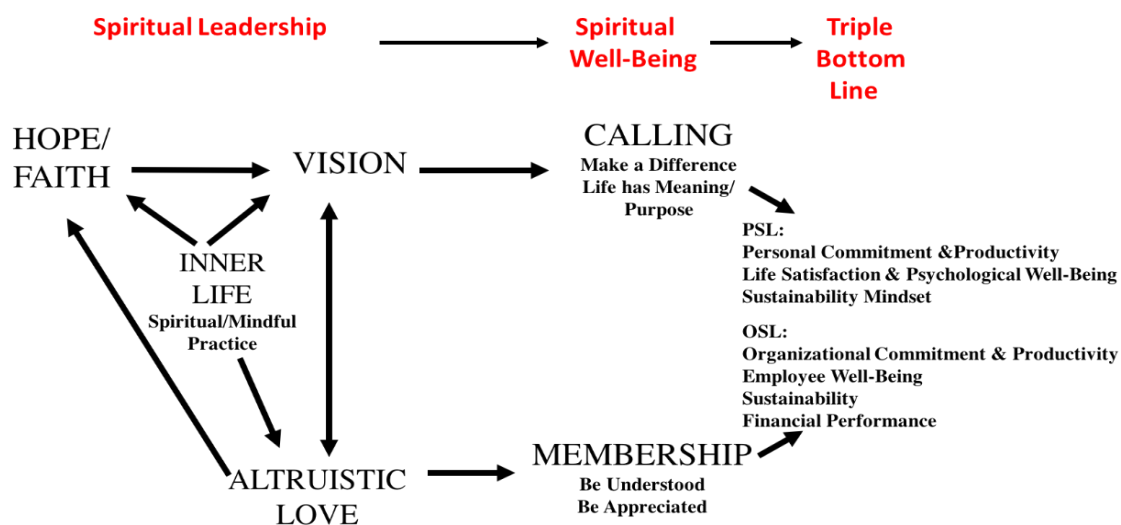 Spiritual Leadership
Spiritual
Well-Being
Triple
Bottom
Line
HOPE/
FAITH
VISION
CALLING
Make a Difference
Life has Meaning/
Purpose
INNER
LIFE
Spiritual/Mindful
Practice
PSL:
Personal Commitment &Productivity
Life Satisfaction & Psychological Well-Being
Sustainability Mindset
OSL:
Organizational Commitment & Productivity
Employee Well-Being
Sustainability
Financial Performance
ALTRUISTIC
LOVE
MEMBERSHIP
Be Understood
Be Appreciated